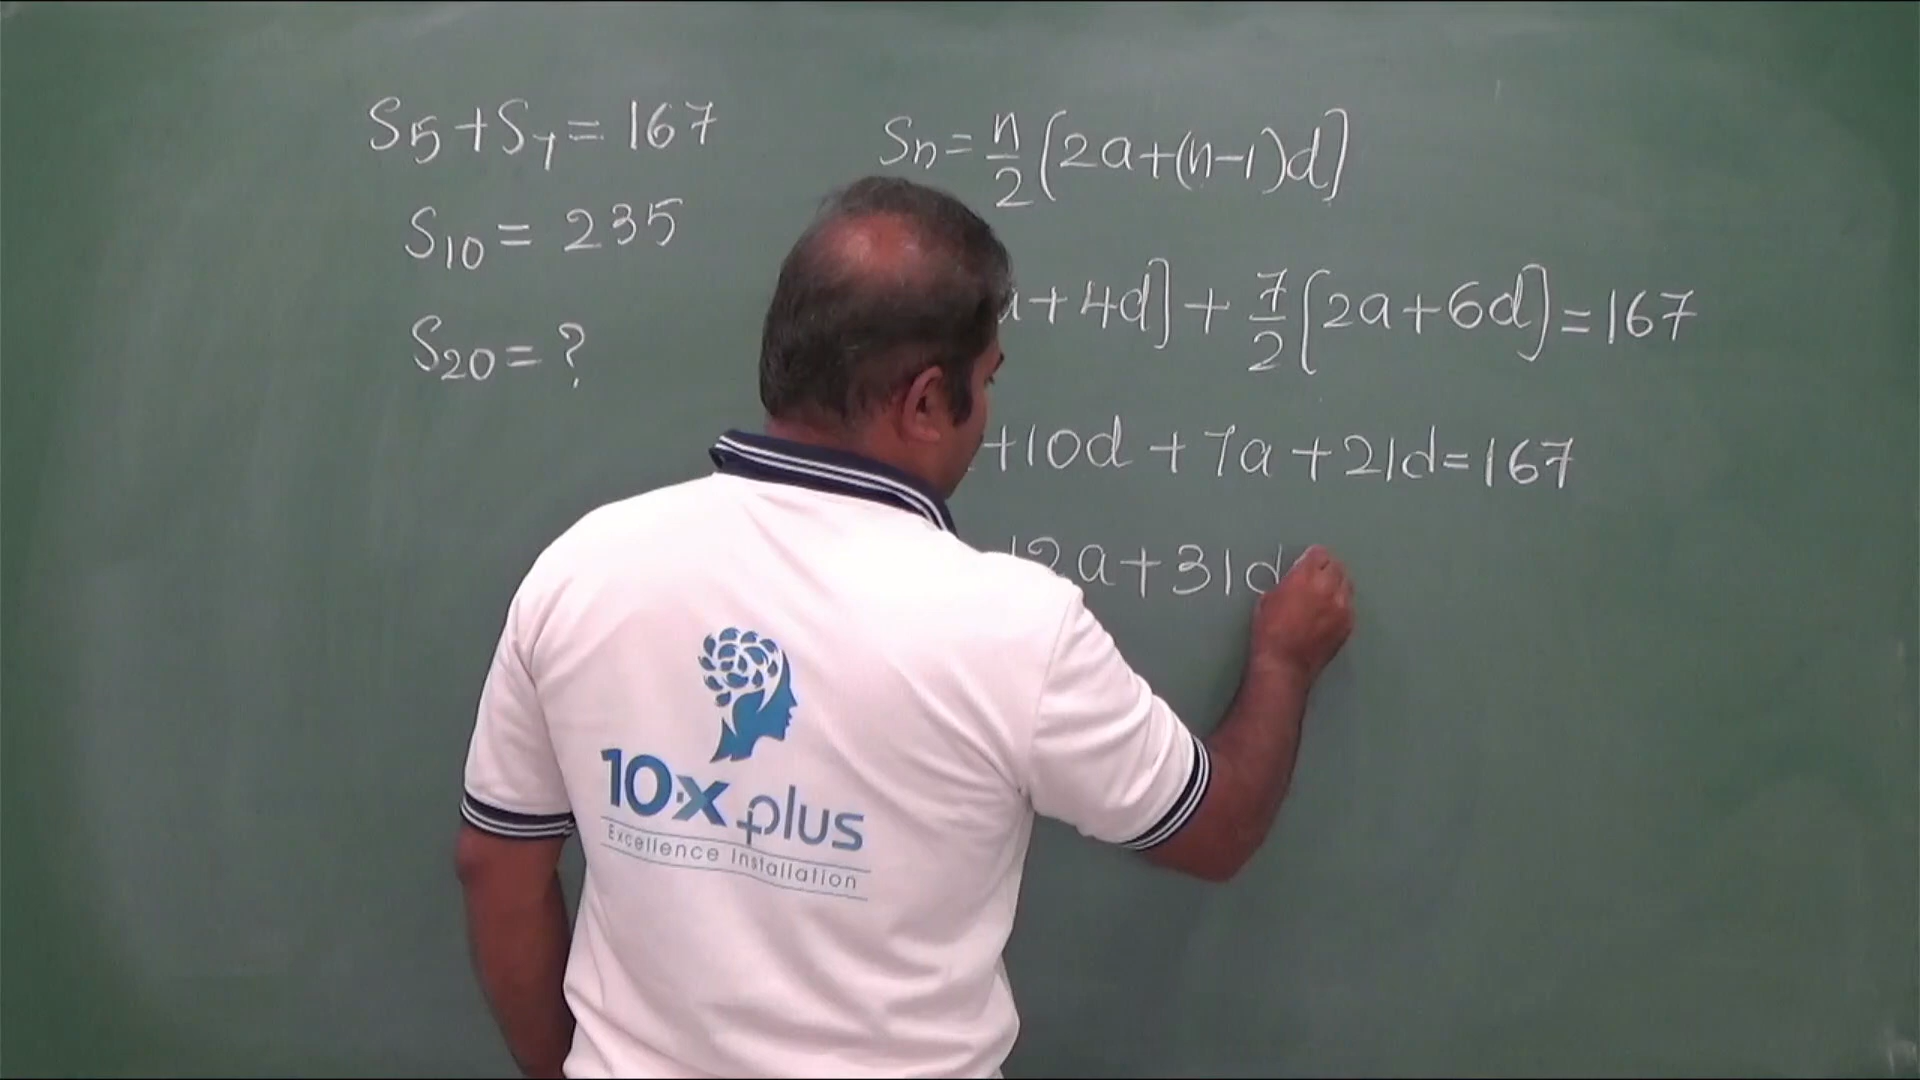 S5+S7=167
S10=235
S20=?
Sn=n/2[2a+(n-1)d]
a+4d]+7/2[2a+6d]=167
+10d+7a+21d=167
12a+31d
10x plus
Excellence Installation